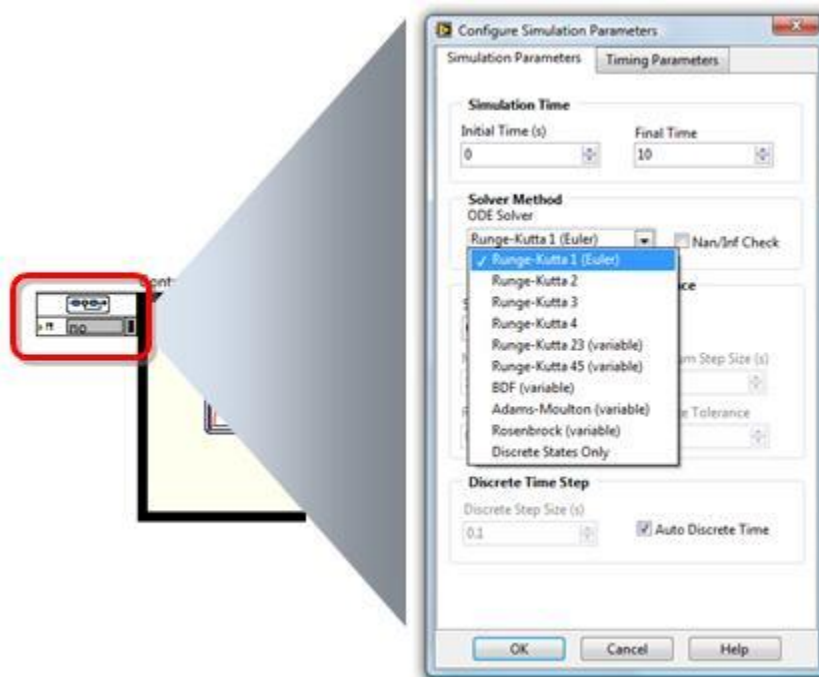 Configure Simulation Parameters
Simulation Parameters
Timing Parameters
Simulation Time
Initial Time (s)
Final Time
0
10
Solver Method
ODE Solver
Runge-Kutta 1 (Euler)
Nan/Inf Check
✓ Runge-Kutta 1 (Euler)
Runge-Kutta 2
Runge-Kutta 3
Runge-Kutta 4
Runge-Kutta 23 (variable)
Runge-Kutta 45 (variable)
Step Size (s)
BDF (variable)
Adams-Moulton (variable)
Tolerance
Rosenbrock (variable)
Discrete States Only
Discrete Time Step
Discrete Step Size (s)
0.1
Auto Discrete Time
OK
Cancel
Help